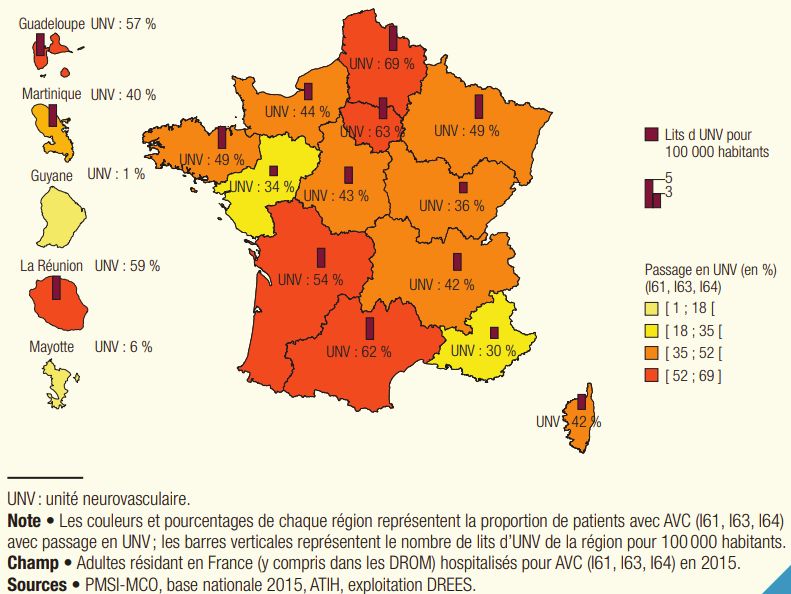 Guadeloupe UNV : 57 %
Martinique UNV : 40 %
Guyane UNV : 1 %
La Réunion UNV : 59 %
Mayotte UNV : 6 %
UNV : 69 %
UNV : 44 %
UNV : 63 %
UNV : 49 %
UNV : 49 %
UNV : 34 %
UNV : 43 %
UNV : 36 %
UNV : 54 %
UNV : 42 %
UNV : 62 %
UNV : 30 %
UNV : 42 %
Lits d UNV pour
100 000 habitants
5
3
Passage en UNV (en %)
(I61, I63, I64)
[ 1 ; 18 [
[ 18 ; 35 [
[ 35 ; 52 [
[ 52 ; 69 ]
UNV : unité neurovasculaire.
Note • Les couleurs et pourcentages de chaque région représentent la proportion de patients avec AVC (I61, I63, I64)
avec passage en UNV ; les barres verticales représentent le nombre de lits d’UNV de la région pour 100 000 habitants.
Champ • Adultes résidant en France (y compris dans les DROM) hospitalisés pour AVC (I61, I63, I64) en 2015.
Sources • PMSI-MCO, base nationale 2015, ATIH, exploitation DREES.